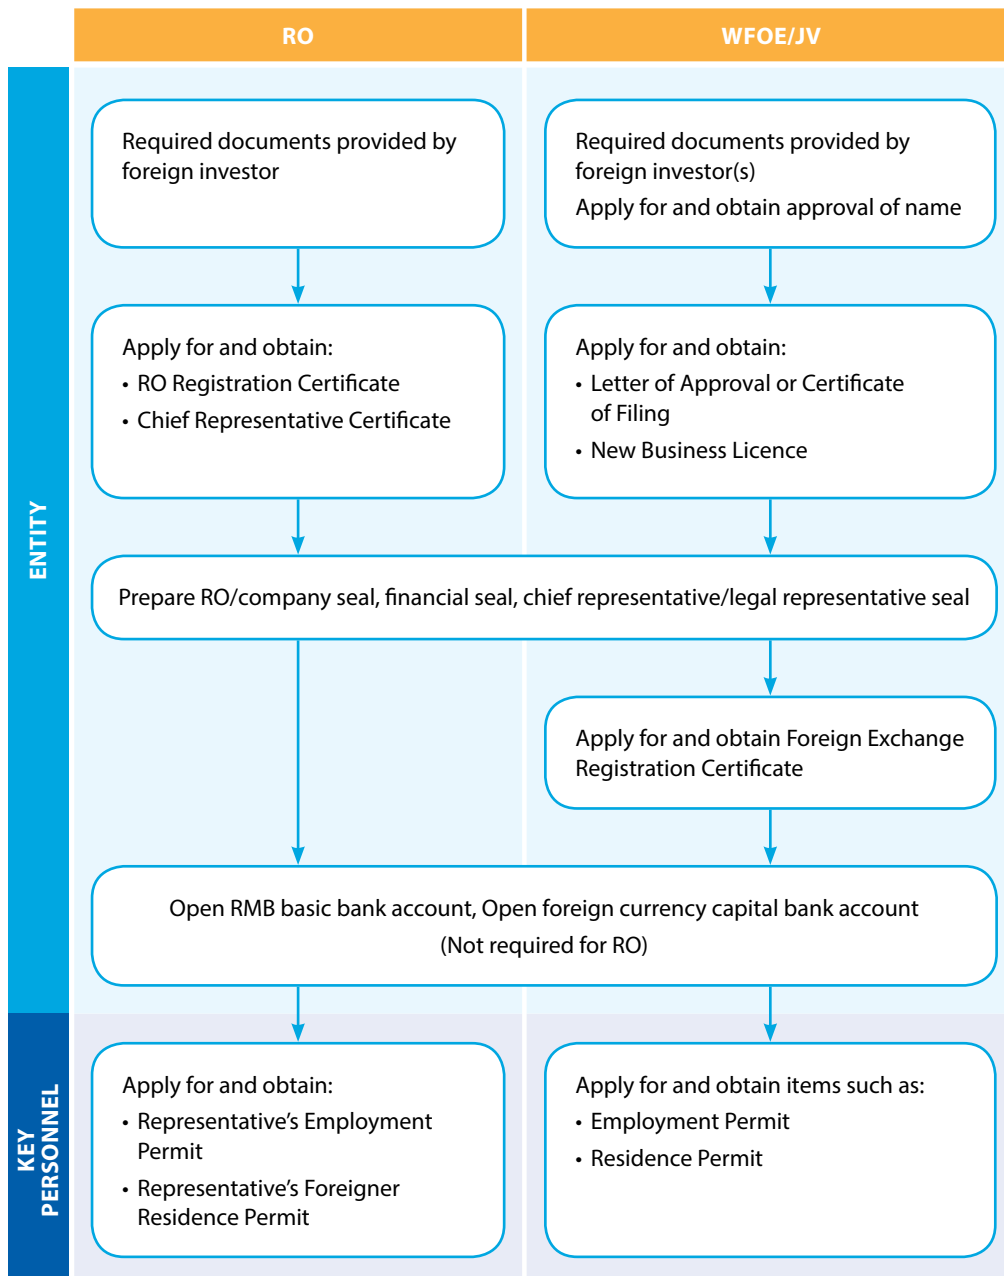 RO
WFOE/JV
ENTITY
Required documents provided by
foreign investor
Required documents provided by
foreign investor(s)
Apply for and obtain approval of name
Apply for and obtain:
• RO Registration Certificate
• Chief Representative Certificate
Apply for and obtain:
• Letter of Approval or Certificate
of Filing
• New Business Licence
Prepare RO/company seal, financial seal, chief representative/legal representative seal
Apply for and obtain Foreign Exchange
Registration Certificate
Open RMB basic bank account, Open foreign currency capital bank account
(Not required for RO)
KEY
PERSONNEL
Apply for and obtain:
• Representative’s Employment
Permit
• Representative’s Foreigner
Residence Permit
Apply for and obtain items such as:
• Employment Permit
• Residence Permit